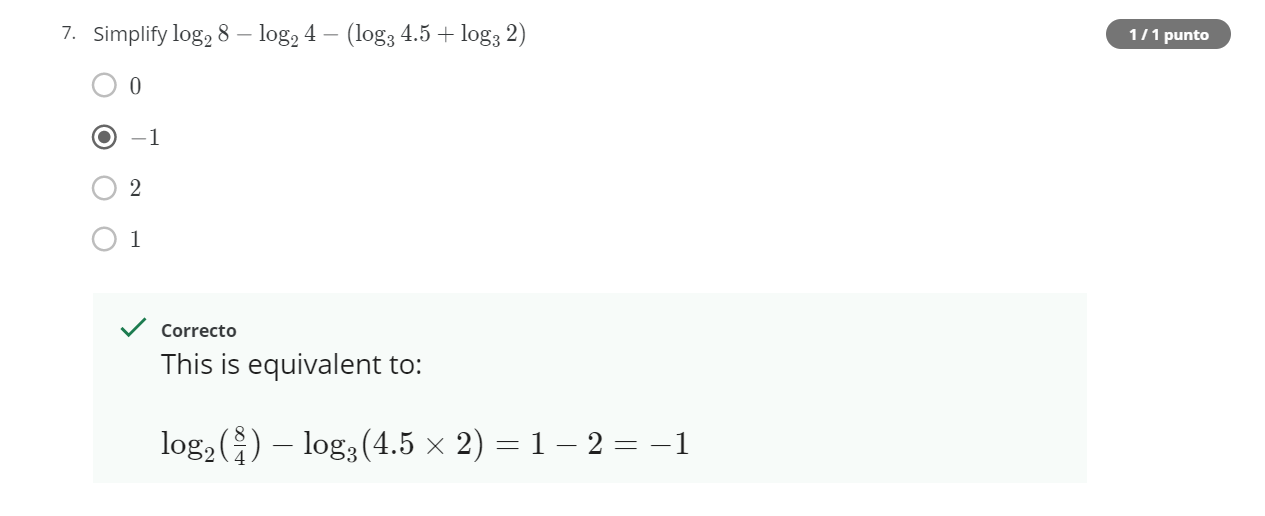 7. Simplify log₂ 8 − log₂ 4 − (log₃ 4.5 + log₃ 2)
1 / 1 punto
0
−1
2
1
Correcto
This is equivalent to:
log₂(8/4) − log₃(4.5 × 2) = 1 − 2 = −1